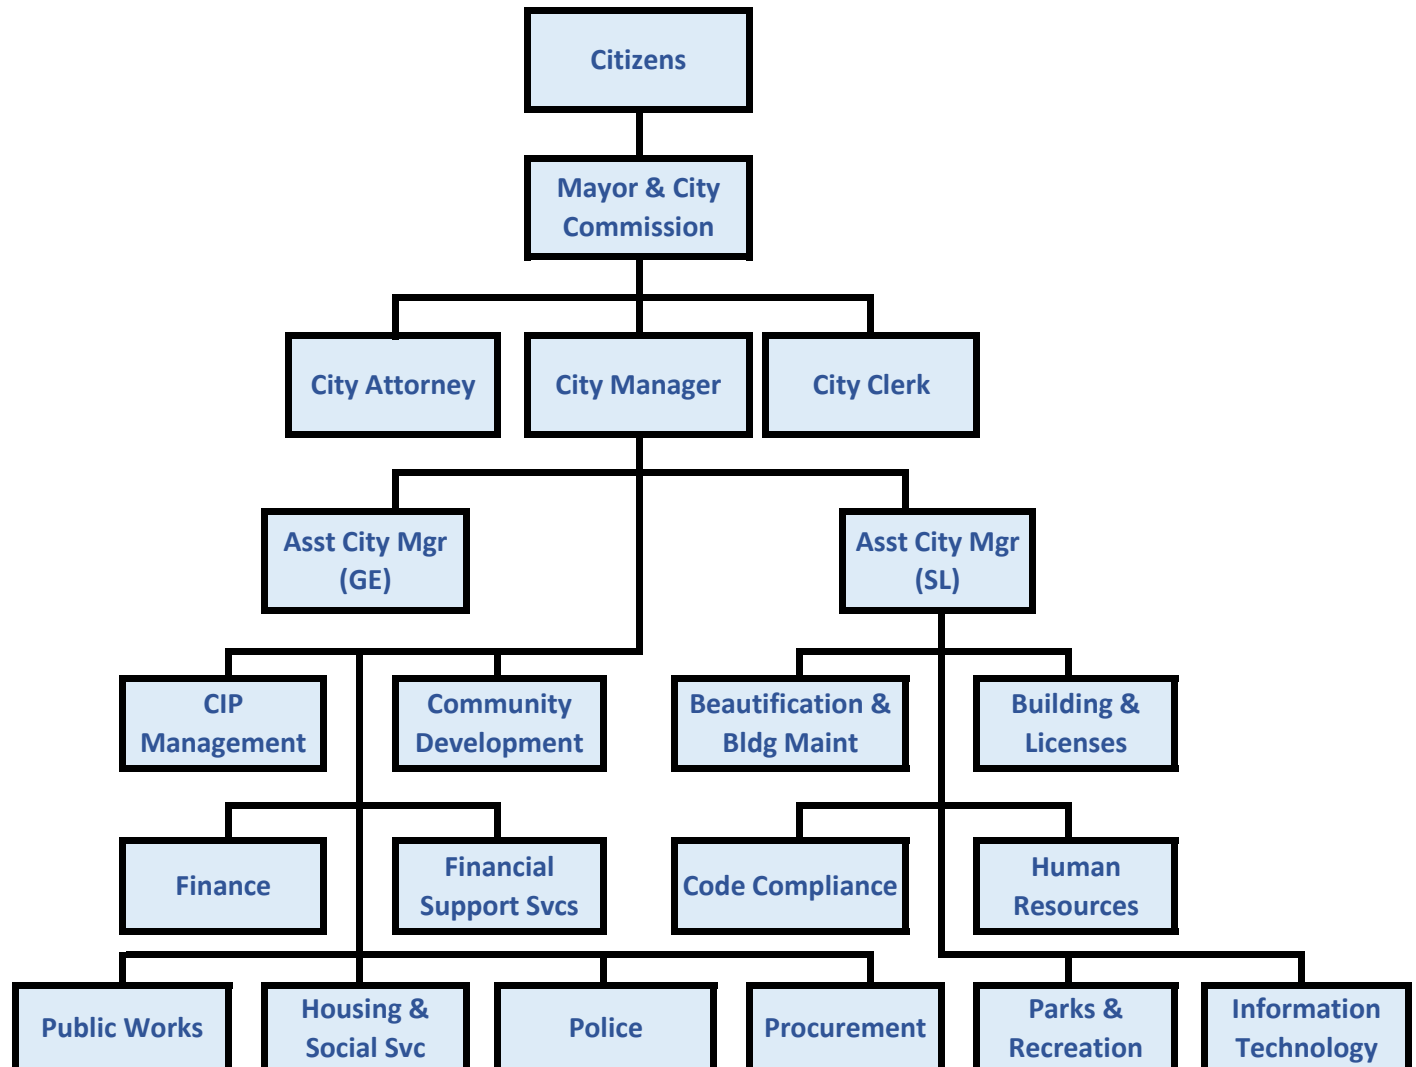 Citizens
Mayor & City
Commission
City Attorney
City Manager
City Clerk
Asst City Mgr
(GE)
Asst City Mgr
(SL)
CIP
Management
Community
Development
Beautification &
Bldg Maint
Building &
Licenses
Finance
Financial
Support Svcs
Code Compliance
Human
Resources
Public Works
Housing &
Social Svc
Police
Procurement
Parks &
Recreation
Information
Technology